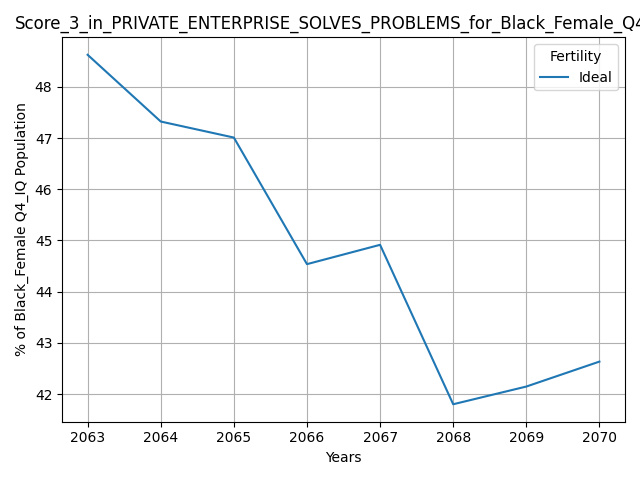 Score_3_in_PRIVATE_ENTERPRISE_SOLVES_PROBLEMS_for_Black_Female_Q4
Fertility
Ideal
% of Black_Female Q4_IQ Population
48
47
46
45
44
43
42
2063 2064 2065 2066 2067 2068 2069 2070
Years